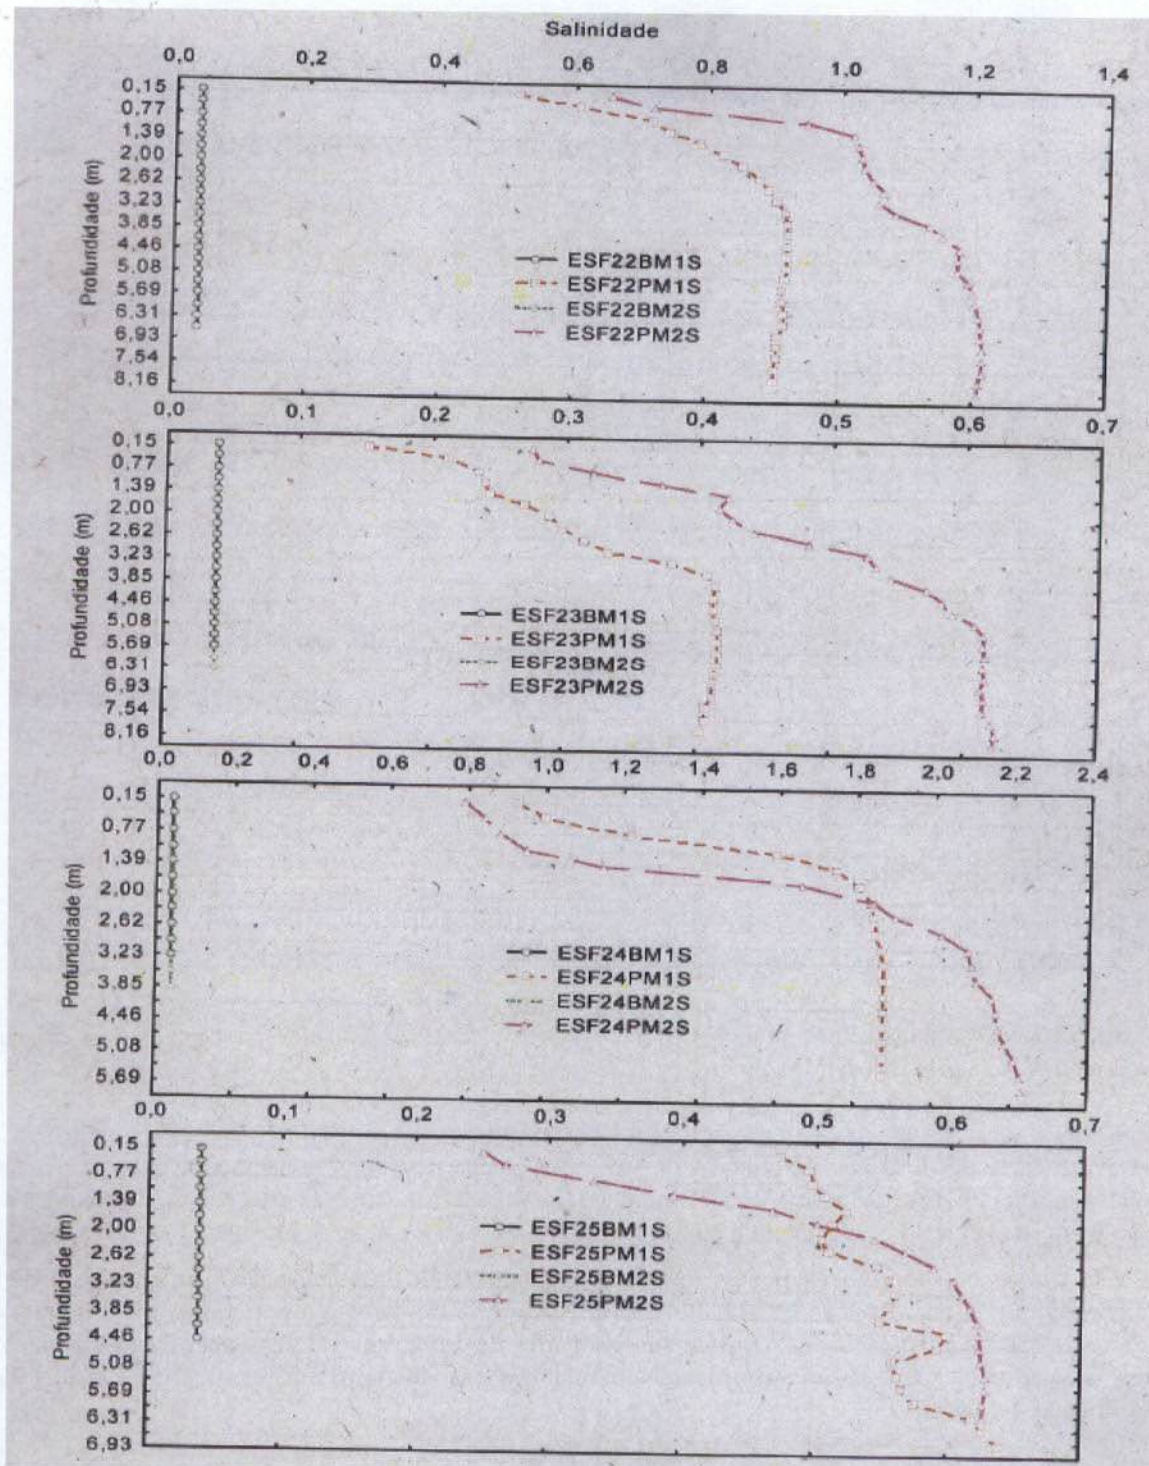 Salinidade
0,0 0,2 0,4 0,6 0,8 1,0 1,2 1,4
Profundidade (m)
0,15
0,77
1,39
2,00
2,62
3,23
3,85
4,46
5,08
5,69
6,31
6,93
7,54
8,16
ESF22BM1S
ESF22PM1S
ESF22BM2S
ESF22PM2S
0,0 0,1 0,2 0,3 0,4 0,5 0,6 0,7
Profundidade (m)
0,15
0,77
1,39
2,00
2,62
3,23
3,85
4,46
5,08
5,69
6,31
6,93
7,54
8,16
ESF23BM1S
ESF23PM1S
ESF23BM2S
ESF23PM2S
0,0 0,2 0,4 0,6 0,8 1,0 1,2 1,4 1,6 1,8 2,0 2,2 2,4
Profundidade (m)
0,15
0,77
1,39
2,00
2,62
3,23
3,85
4,46
5,08
5,69
ESF24BM1S
ESF24PM1S
ESF24BM2S
ESF24PM2S
0,0 0,1 0,2 0,3 0,4 0,5 0,6 0,7
Profundidade (m)
0,15
0,77
1,39
2,00
2,62
3,23
3,85
4,46
5,08
5,69
6,31
6,93
ESF25BM1S
ESF25PM1S
ESF25BM2S
ESF25PM2S